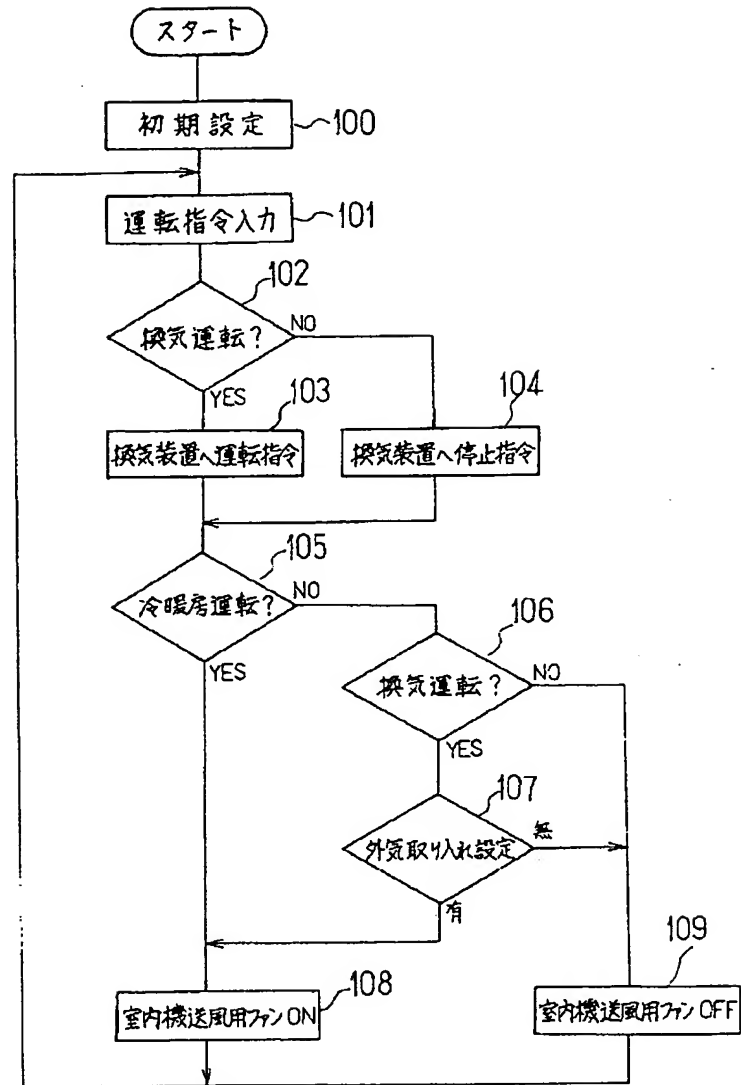 スタート
初期設定
100
運転指令入力
101
102
換気運転?
NO
YES
103
換気装置へ運転指令
104
換気装置へ停止指令
105
冷暖房運転?
NO
YES
106
換気運転?
NO
YES
107
外気取り入れ設定
無
有
108
室内機送風用ファンON
109
室内機送風用ファンOFF